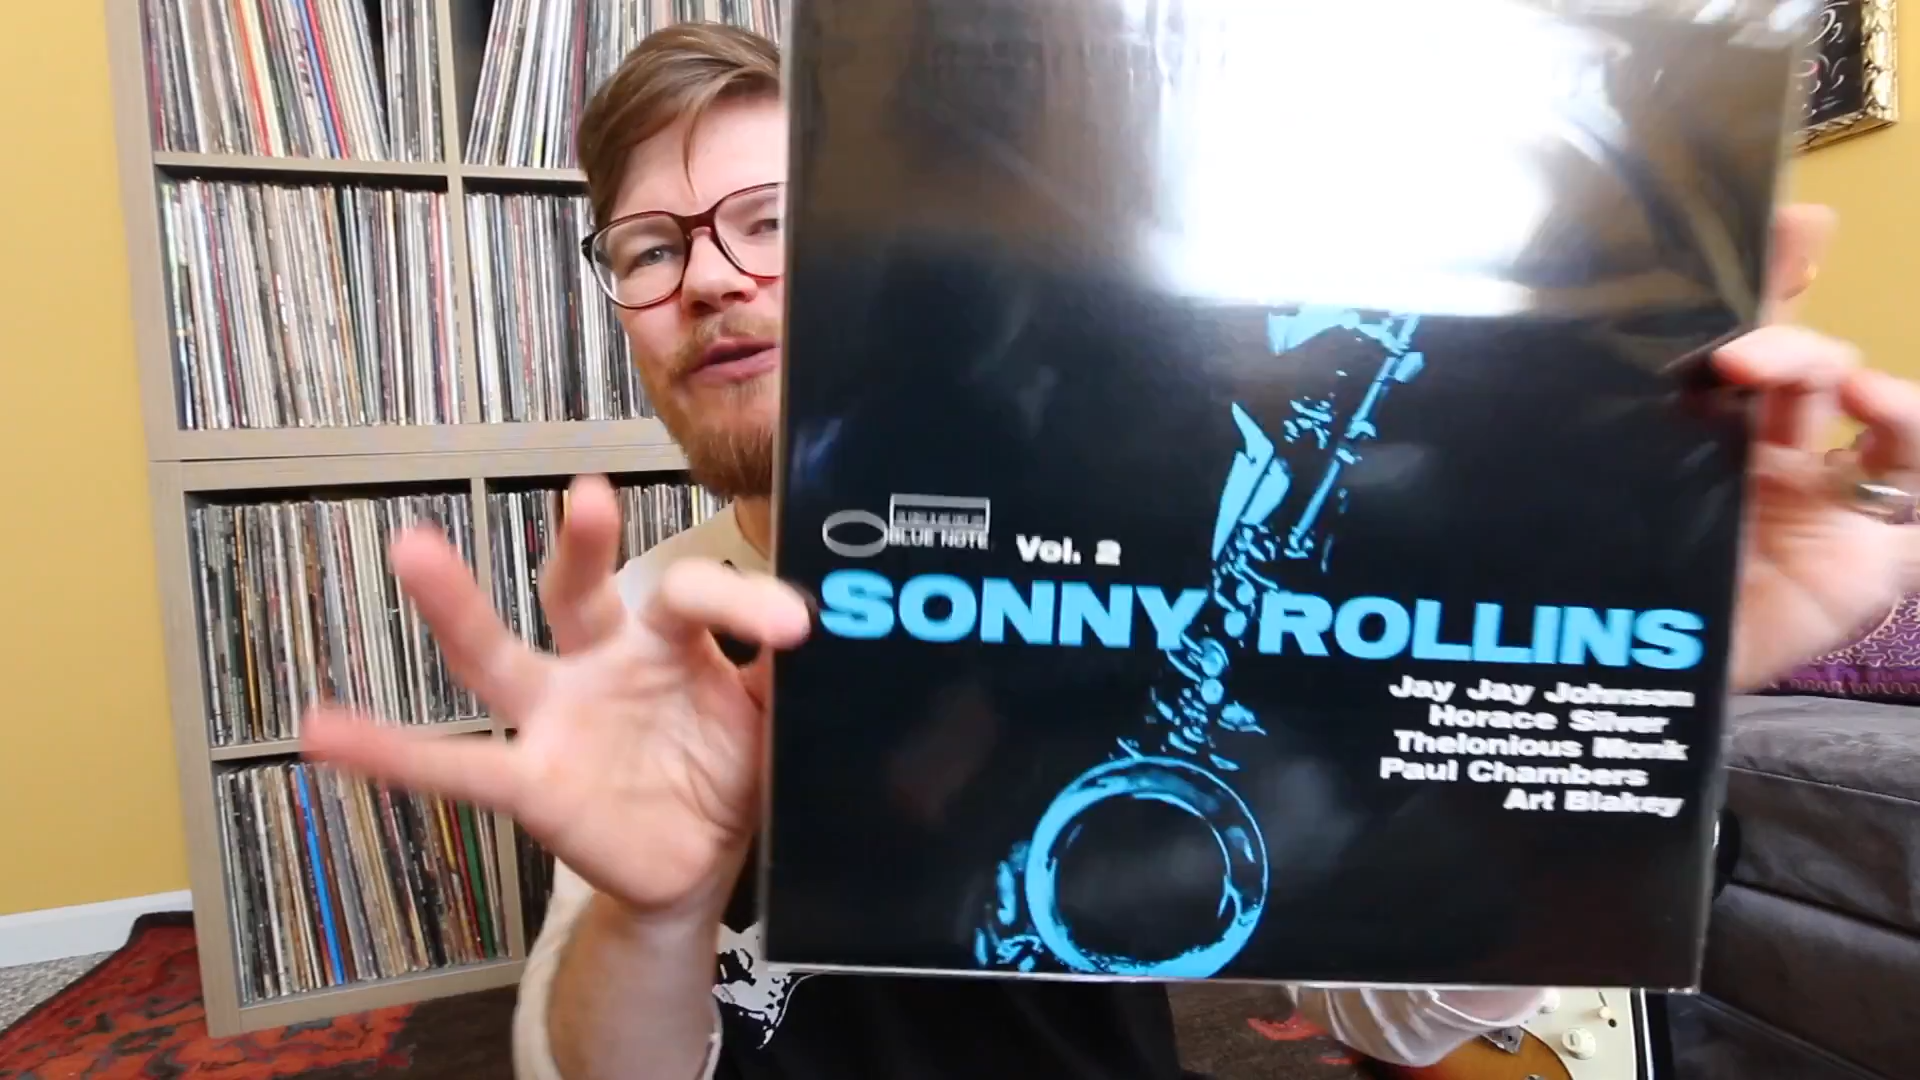 BLUE NOTE
Vol. 2
SONNY ROLLINS
Jay Jay Johnson
Horace Silver
Thelonious Monk
Paul Chambers
Art Blakey